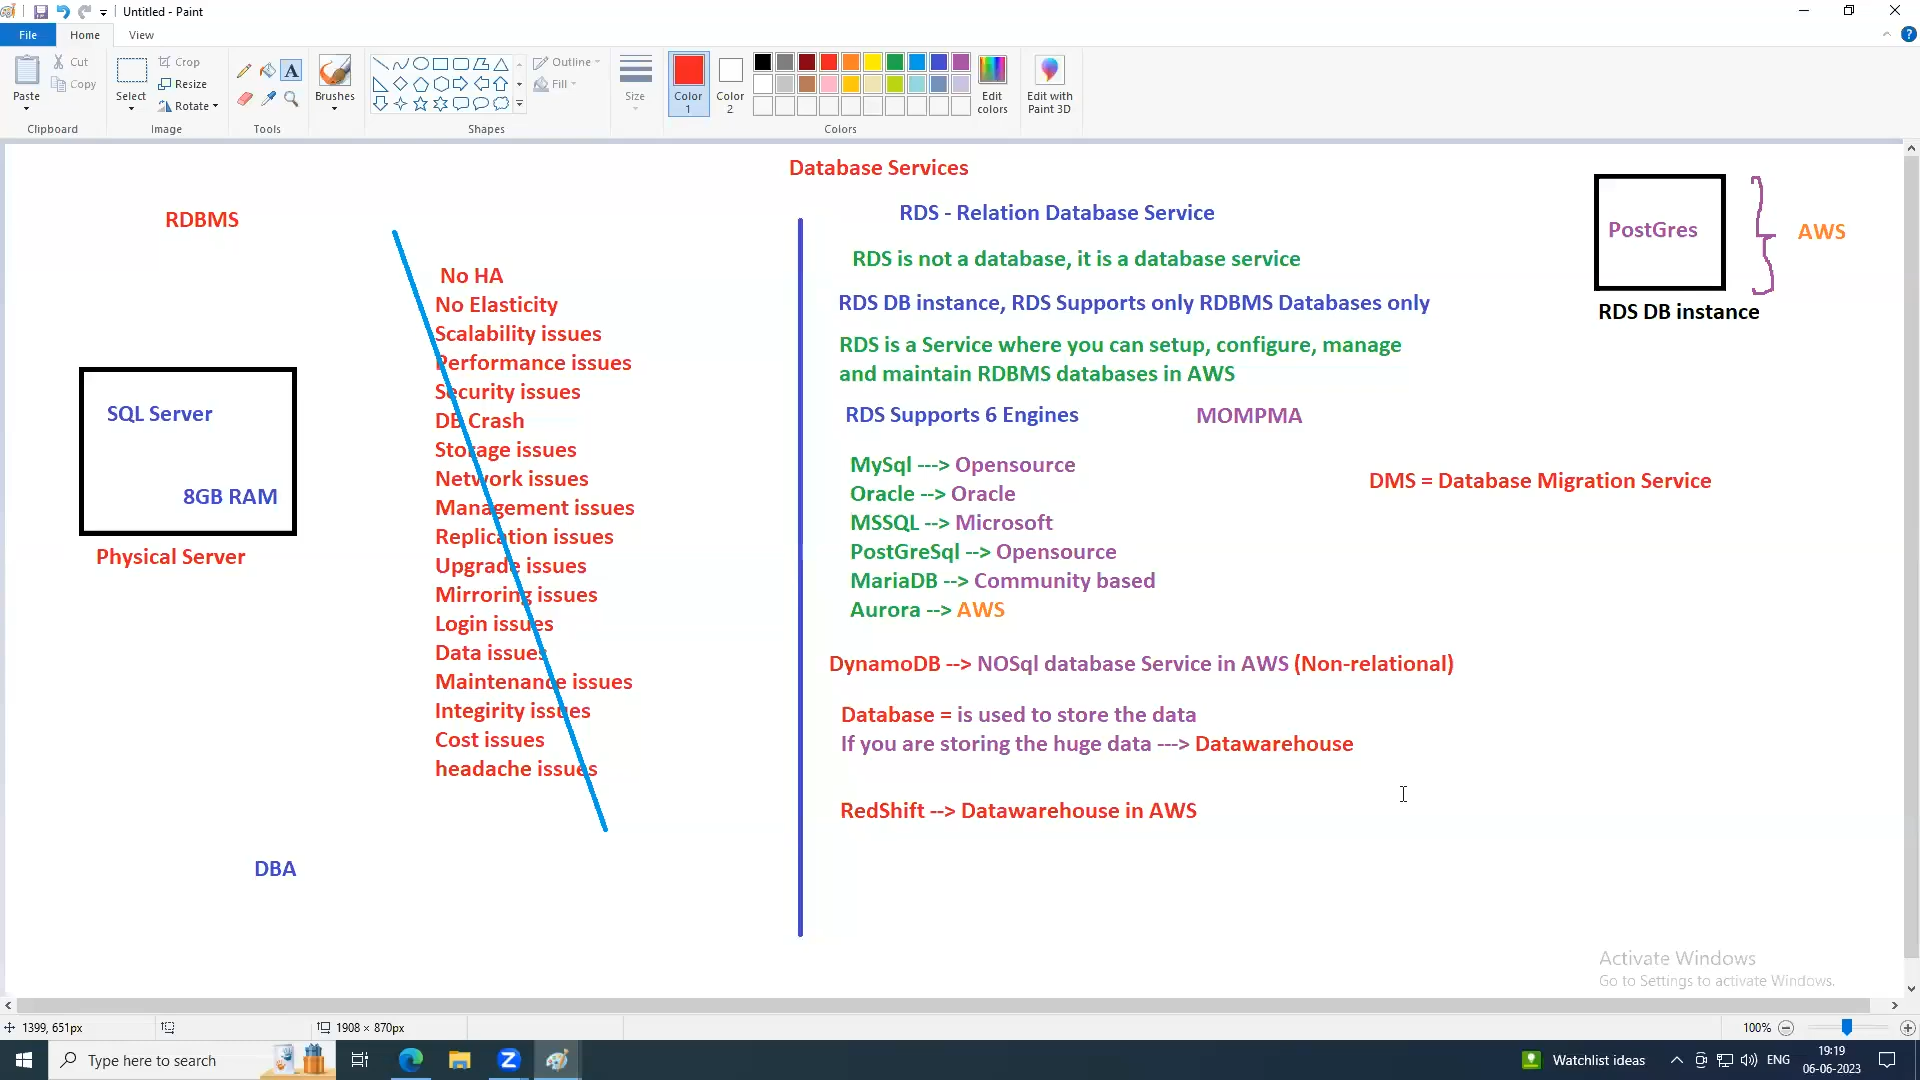 Untitled - Paint
File
Home
View
Paste
Cut
Copy
Clipboard
Select
Crop
Resize
Rotate
Image
Tools
Brushes
Shapes
Outline
Fill
Size
Color 1
Color 2
Colors
Edit colors
Edit with Paint 3D
Database Services
RDBMS
SQL Server
8GB RAM
Physical Server
DBA
No HA
No Elasticity
Scalability issues
Performance issues
Security issues
DB Crash
Storage issues
Network issues
Management issues
Replication issues
Upgrade issues
Mirroring issues
Login issues
Data issues
Maintenance issues
Integirity issues
Cost issues
headache issues
RDS - Relation Database Service
RDS is not a database, it is a database service
RDS DB instance, RDS Supports only RDBMS Databases only
RDS is a Service where you can setup, configure, manage
and maintain RDBMS databases in AWS
RDS Supports 6 Engines
MOMPMA
MySql ---> Opensource
Oracle --> Oracle
MSSQL --> Microsoft
PostGreSql --> Opensource
MariaDB --> Community based
Aurora --> AWS
DynamoDB --> NOSql database Service in AWS (Non-relational)
Database = is used to store the data
If you are storing the huge data ---> Datawarehouse
RedShift --> Datawarehouse in AWS
PostGres
AWS
RDS DB instance
DMS = Database Migration Service
Activate Windows
Go to Settings to activate Windows.
1399, 651px
1908 × 870px
100%
Type here to search
Watchlist ideas
ENG
19:19
06-06-2023